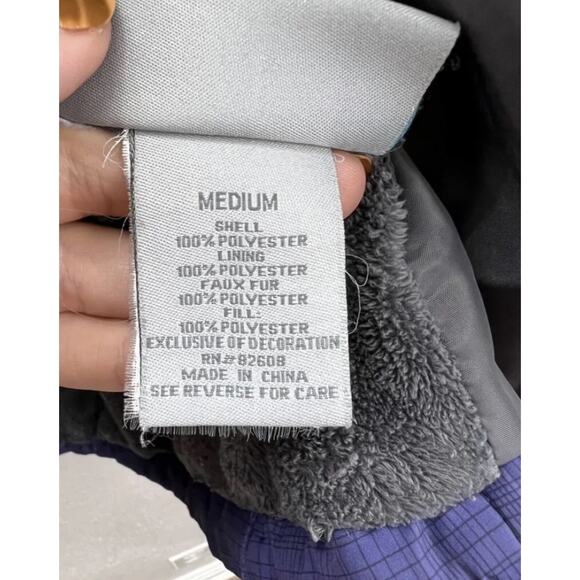 MEDIUM
SHELL
100% POLYESTER
LINING
100% POLYESTER
FAUX FUR
100% POLYESTER
FILL:
100% POLYESTER
EXCLUSIVE OF DECORATION
RN# 82608
MADE IN CHINA
SEE REVERSE FOR CARE